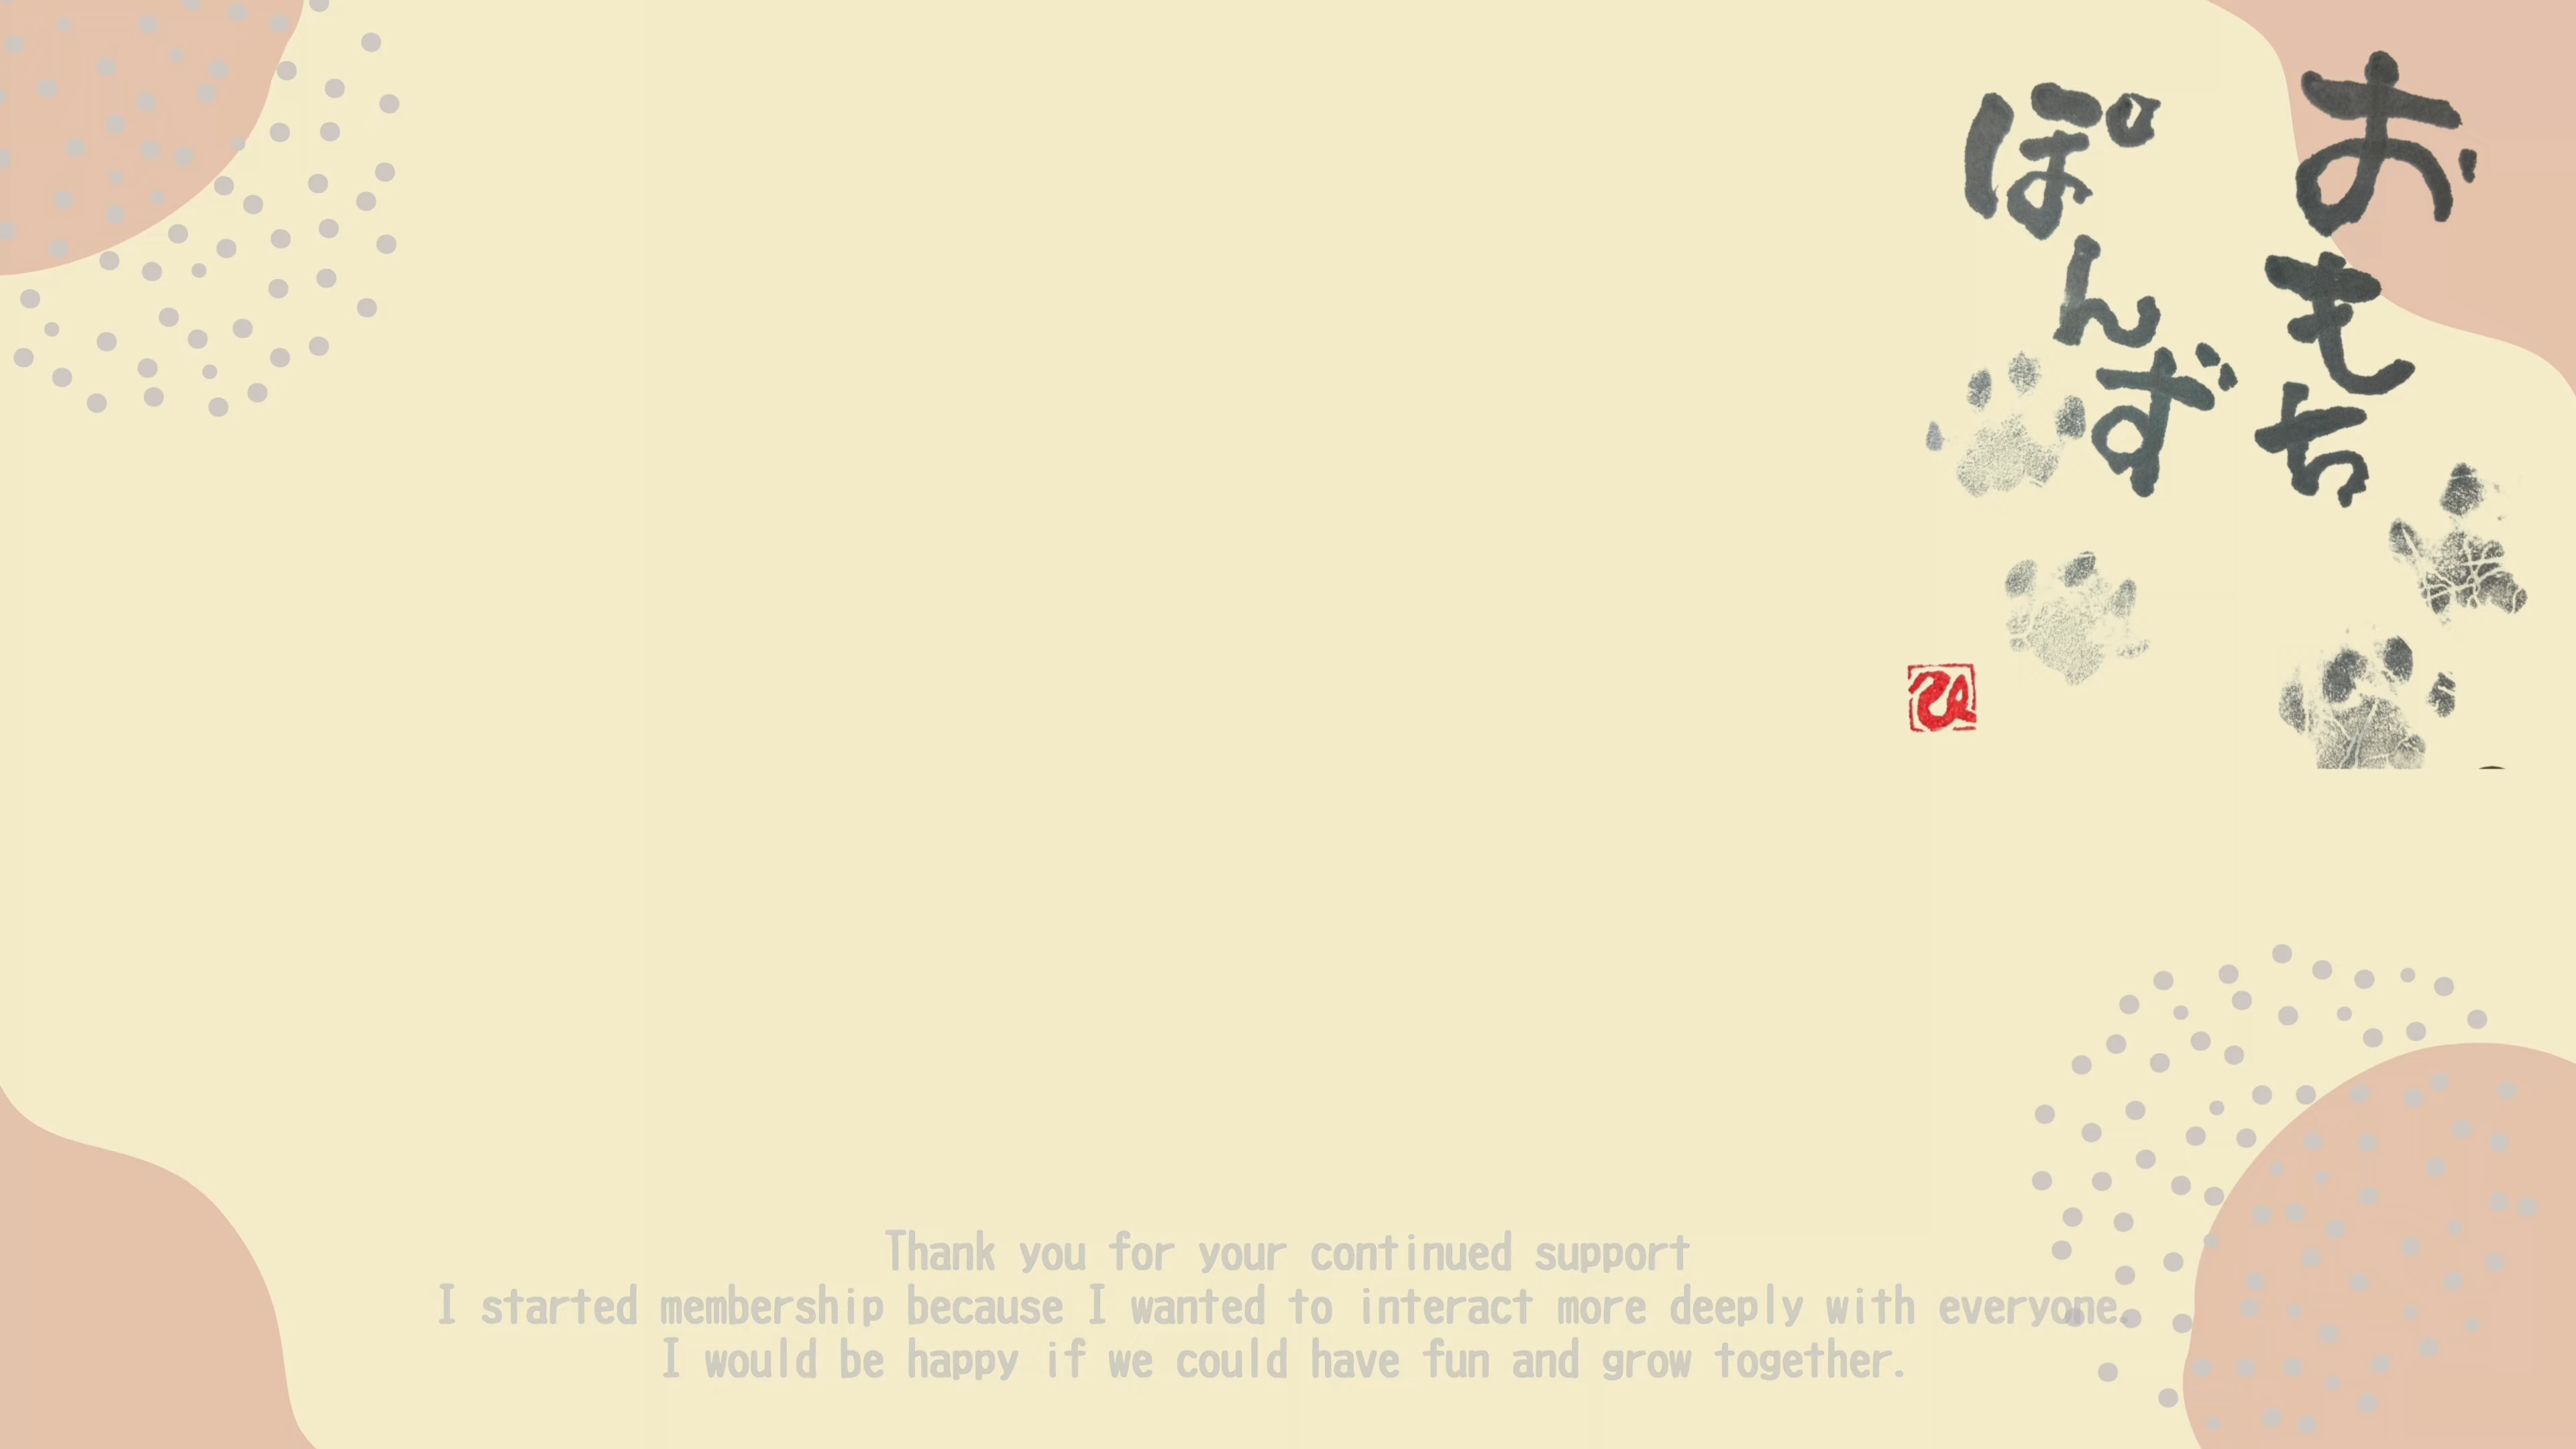 おもち
ぽんず
ひ
Thank you for your continued support
I started membership because I wanted to interact more deeply with everyone.
I would be happy if we could have fun and grow together.